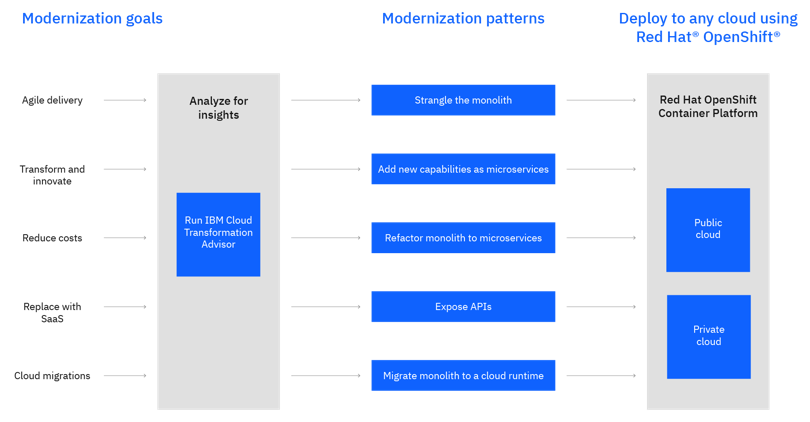 Modernization goals
Modernization patterns
Deploy to any cloud using
Red Hat® OpenShift®
Agile delivery
Transform and
innovate
Reduce costs
Replace with
SaaS
Cloud migrations
Analyze for
insights
Run IBM Cloud
Transformation
Advisor
Strangle the monolith
Add new capabilities as microservices
Refactor monolith to microservices
Expose APIs
Migrate monolith to a cloud runtime
Red Hat OpenShift
Container Platform
Public
cloud
Private
cloud